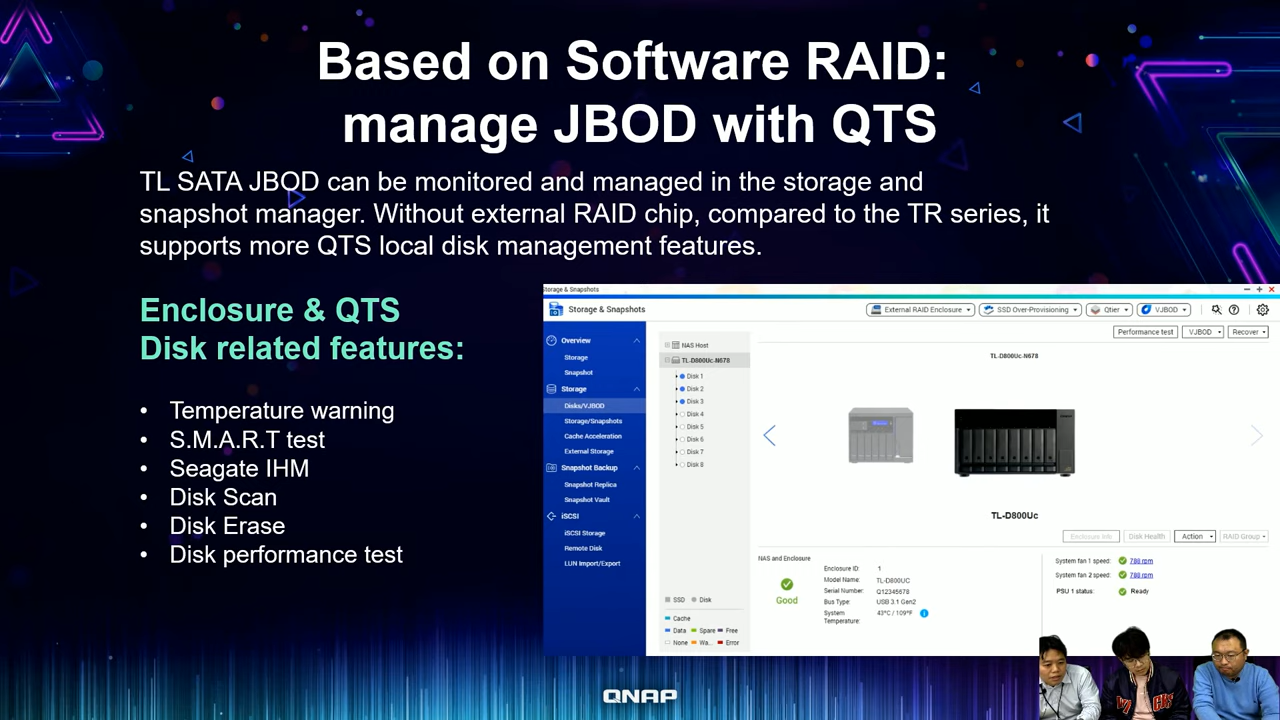 Based on Software RAID:
manage JBOD with QTS
TL SATA JBOD can be monitored and managed in the storage and
snapshot manager. Without external RAID chip, compared to the TR series, it
supports more QTS local disk management features.
Enclosure & QTS
Disk related features:
• Temperature warning
• S.M.A.R.T test
• Seagate IHM
• Disk Scan
• Disk Erase
• Disk performance test
torage & Snapshots
Storage & Snapshots
External RAID Enclosure
SSD Over-Provisioning
Qtier
VJBOD
Performance test
VJBOD
Recover
Overview
Storage
Snapshot
Storage
Disks/VJBOD
Storage/Snapshots
Cache Acceleration
External Storage
Snapshot Backup
Snapshot Replica
Snapshot Vault
iSCSI
iSCSI Storage
Remote Disk
LUN Import/Export
NAS Host
TL-D800Uc-N678
Disk 1
Disk 2
Disk 3
Disk 4
Disk 5
Disk 6
Disk 7
Disk 8
SSD Disk
Cache
Data Spare Free
None Wa... Error
TL-D800Uc-N678
TL-D800Uc
Enclosure Info
Disk Health
Action
RAID Group
NAS and Enclosure
Good
Enclosure ID: 1
Model Name: TL-D800UC
Serial Number: Q12345678
Bus Type: USB 3.1 Gen2
System 43°C / 109°F
Temperature:
System fan 1 speed: 788 rpm
System fan 2 speed: 788 rpm
PSU 1 status: Ready
QNAP